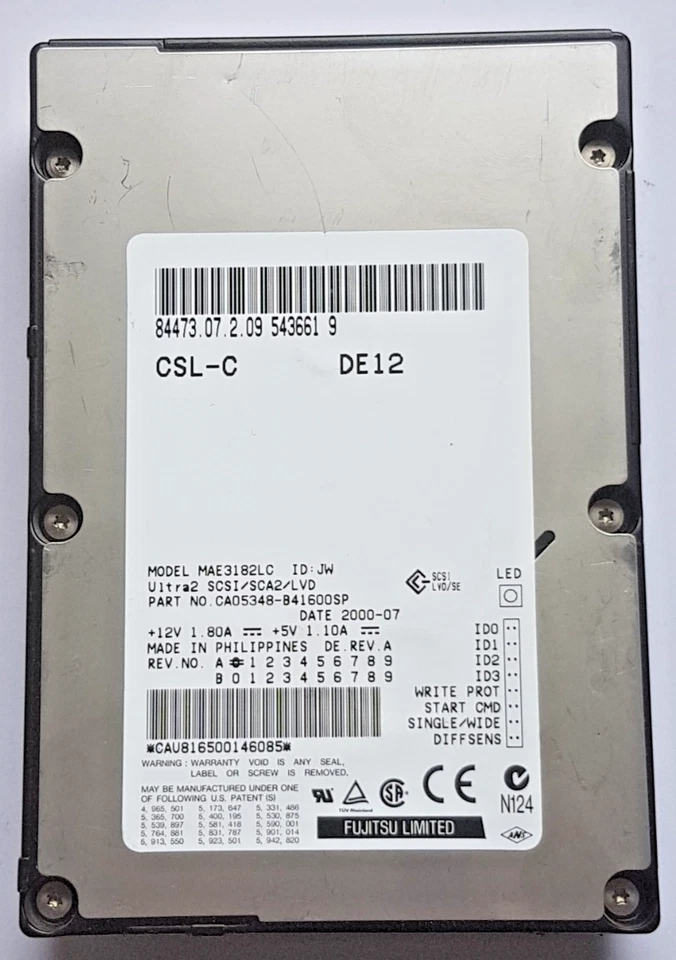 84473.07.2.09 543661 9
CSL-C DE12
MODEL MAE3182LC ID:JW
Ultra2 SCSI/SCA2/LVD
PART NO.CA05348-B41600SP
DATE 2000-07
+12V 1.80A +5V 1.10A
MADE IN PHILIPPINES DE.REV.A
REV.NO. A 0 1 2 3 4 5 6 7 8 9
B 0 1 2 3 4 5 6 7 8 9
SCSI
LVD/SE
LED
ID0
ID1
ID2
ID3
WRITE PROT
START CMD
SINGLE/WIDE
DIFFSENS
*CAU816500146085*
WARNING: WARRANTY VOID IS ANY SEAL,
LABEL OR SCREW IS REMOVED.
MAY BE MANUFACTURED UNDER ONE
OF FOLLOWING U.S. PATENT(S)
4, 965, 501 5, 173, 647 5, 331, 486
5, 365, 700 5, 400, 195 5, 530, 875
5, 539, 897 5, 581, 418 5, 590, 001
5, 764, 881 5, 831, 787 5, 901, 014
5, 913, 550 5, 923, 501 5, 942, 820
TÜV Rheinland
SA
CE
N124
FUJITSU LIMITED